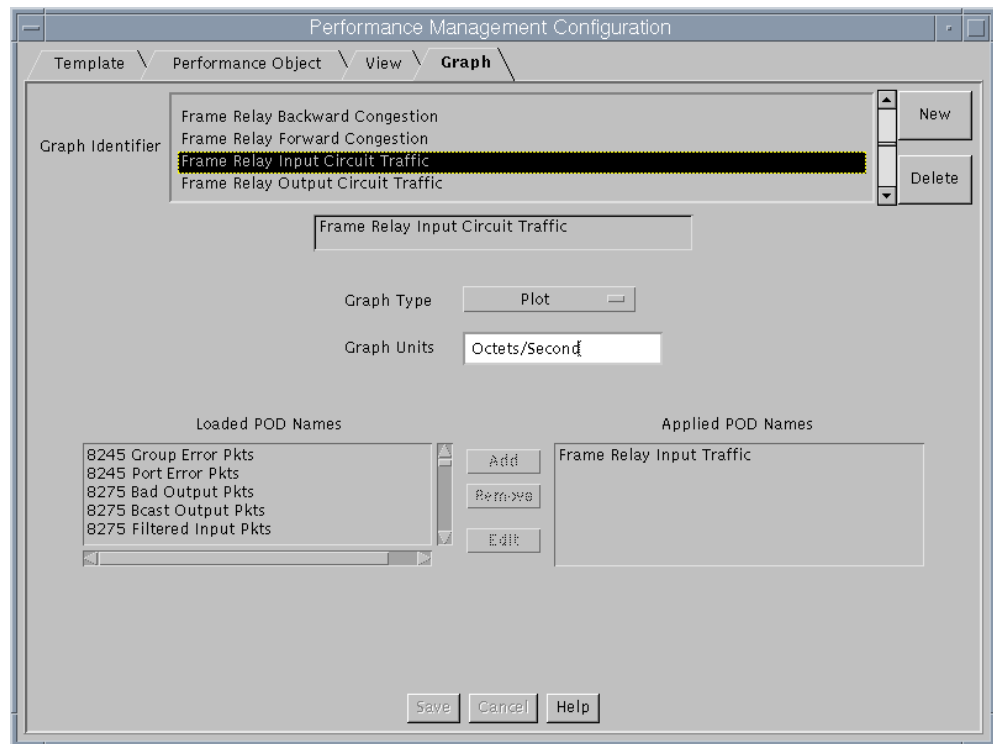 Performance Management Configuration
Template
Performance Object
View
Graph
Graph Identifier
Frame Relay Backward Congestion
Frame Relay Forward Congestion
Frame Relay Input Circuit Traffic
Frame Relay Output Circuit Traffic
New
Delete
Frame Relay Input Circuit Traffic
Graph Type
Plot
Graph Units
Octets/Second
Loaded POD Names
8245 Group Error Pkts
8245 Port Error Pkts
8275 Bad Output Pkts
8275 Bcast Output Pkts
8275 Filtered Input Pkts
Add
Remove
Edit
Applied POD Names
Frame Relay Input Traffic
Save
Cancel
Help